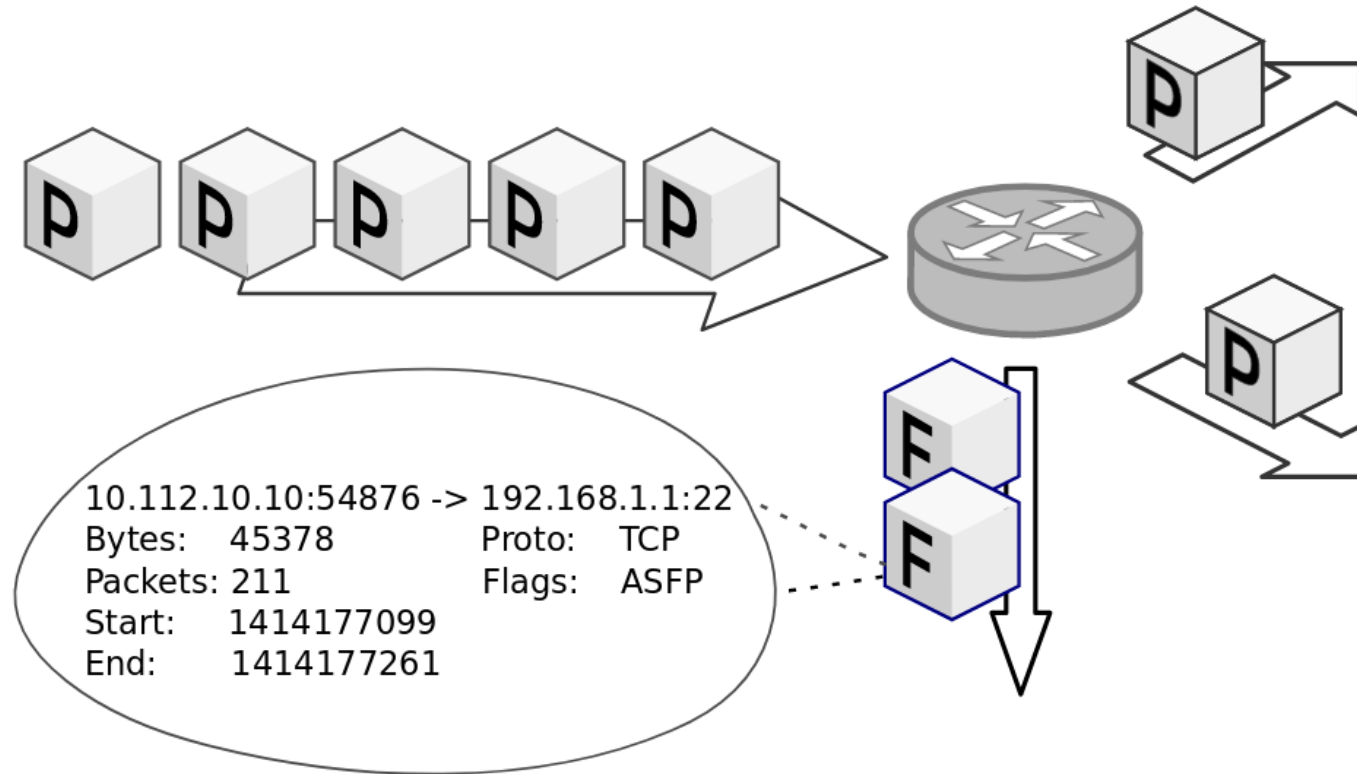 P
P P P P P
P
F
F
10.112.10.10:54876 -> 192.168.1.1:22
Bytes: 45378 Proto: TCP
Packets: 211 Flags: ASFP
Start: 1414177099
End: 1414177261